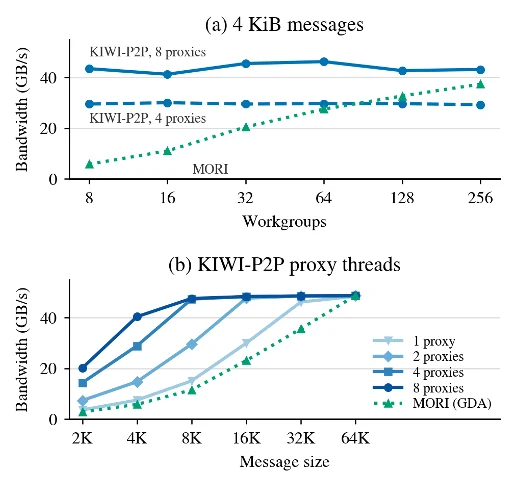 (a) 4 KiB messages
Bandwidth (GB/s)
40
20
0
KIWI-P2P, 8 proxies
KIWI-P2P, 4 proxies
MORI
8 16 32 64 128 256
Workgroups
(b) KIWI-P2P proxy threads
Bandwidth (GB/s)
40
20
0
1 proxy
2 proxies
4 proxies
8 proxies
MORI (GDA)
2K 4K 8K 16K 32K 64K
Message size